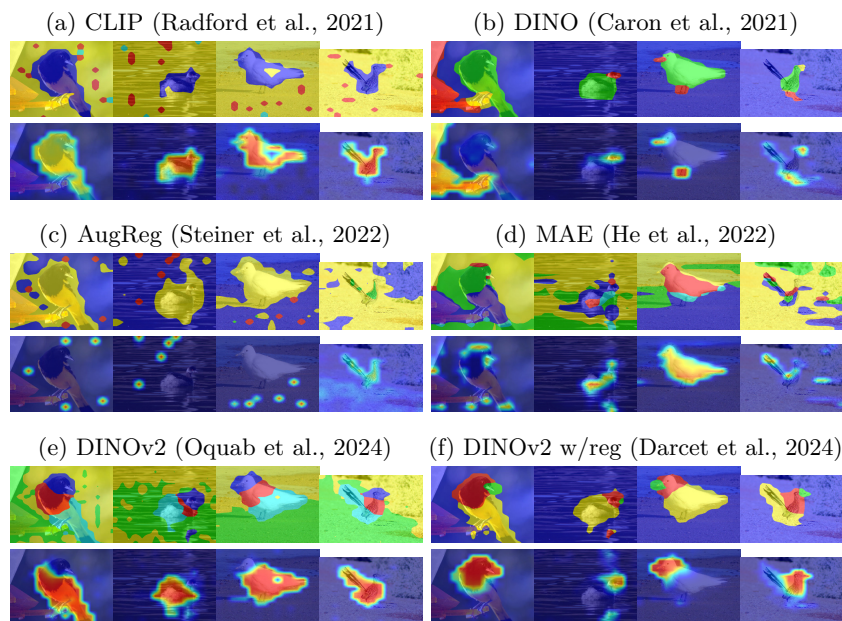 (a) CLIP (Radford et al., 2021)
(b) DINO (Caron et al., 2021)
(c) AugReg (Steiner et al., 2022)
(d) MAE (He et al., 2022)
(e) DINOv2 (Oquab et al., 2024)
(f) DINOv2 w/reg (Darcet et al., 2024)